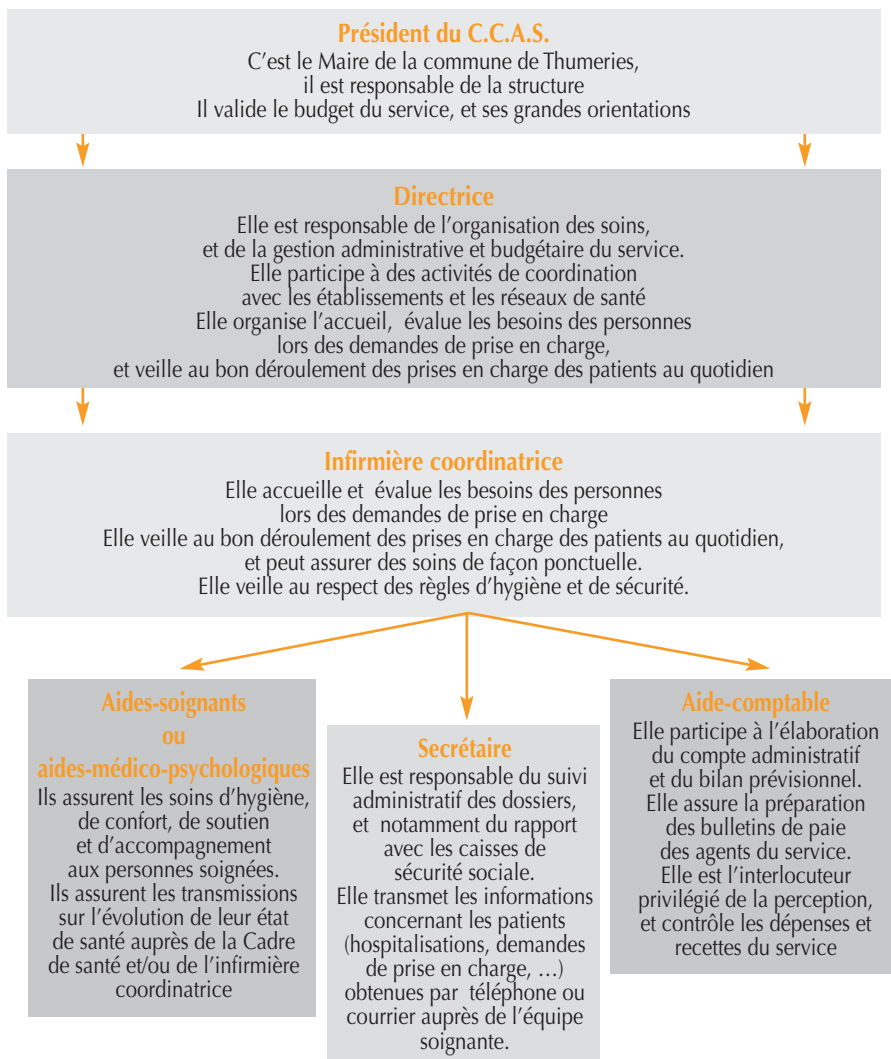 Président du C.C.A.S.
C'est le Maire de la commune de Thumeries,
il est responsable de la structure
Il valide le budget du service, et ses grandes orientations
Directrice
Elle est responsable de l'organisation des soins,
et de la gestion administrative et budgétaire du service.
Elle participe à des activités de coordination
avec les établissements et les réseaux de santé
Elle organise l'accueil, évalue les besoins des personnes
lors des demandes de prise en charge,
et veille au bon déroulement des prises en charge des patients au quotidien
Infirmière coordinatrice
Elle accueille et évalue les besoins des personnes
lors des demandes de prise en charge
Elle veille au bon déroulement des prises en charge des patients au quotidien,
et peut assurer des soins de façon ponctuelle.
Elle veille au respect des règles d'hygiène et de sécurité.
Aides-soignants
ou
aides-médico-psychologiques
Ils assurent les soins d'hygiène,
de confort, de soutien
et d'accompagnement
aux personnes soignées.
Ils assurent les transmissions
sur l'évolution de leur état
de santé auprès de la Cadre
de santé et/ou de l'infirmière
coordinatrice
Secrétaire
Elle est responsable du suivi
administratif des dossiers,
et notamment du rapport
avec les caisses de
sécurité sociale.
Elle transmet les informations
concernant les patients
(hospitalisations, demandes
de prise en charge, …)
obtenues par téléphone ou
courrier auprès de l'équipe
soignante.
Aide-comptable
Elle participe à l'élaboration
du compte administratif
et du bilan prévisionnel.
Elle assure la préparation
des bulletins de paie
des agents du service.
Elle est l'interlocuteur
privilégié de la perception,
et contrôle les dépenses et
recettes du service